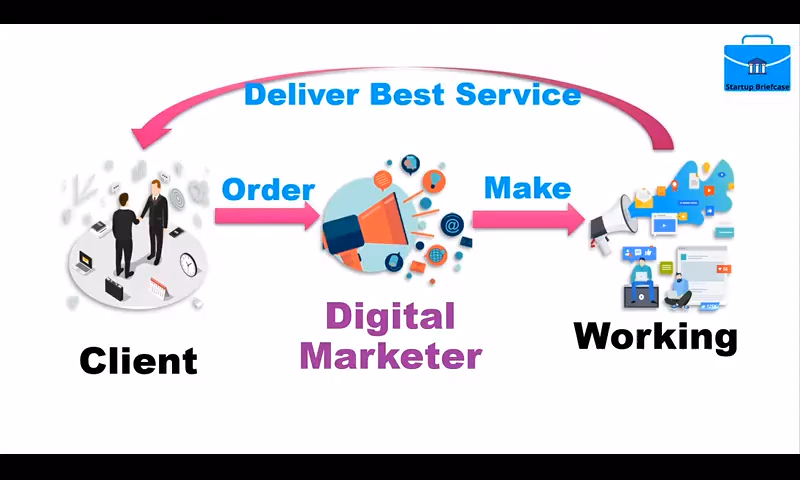 Startup Briefcase
Deliver Best Service
Order
Make
Digital
Marketer
Working
Client